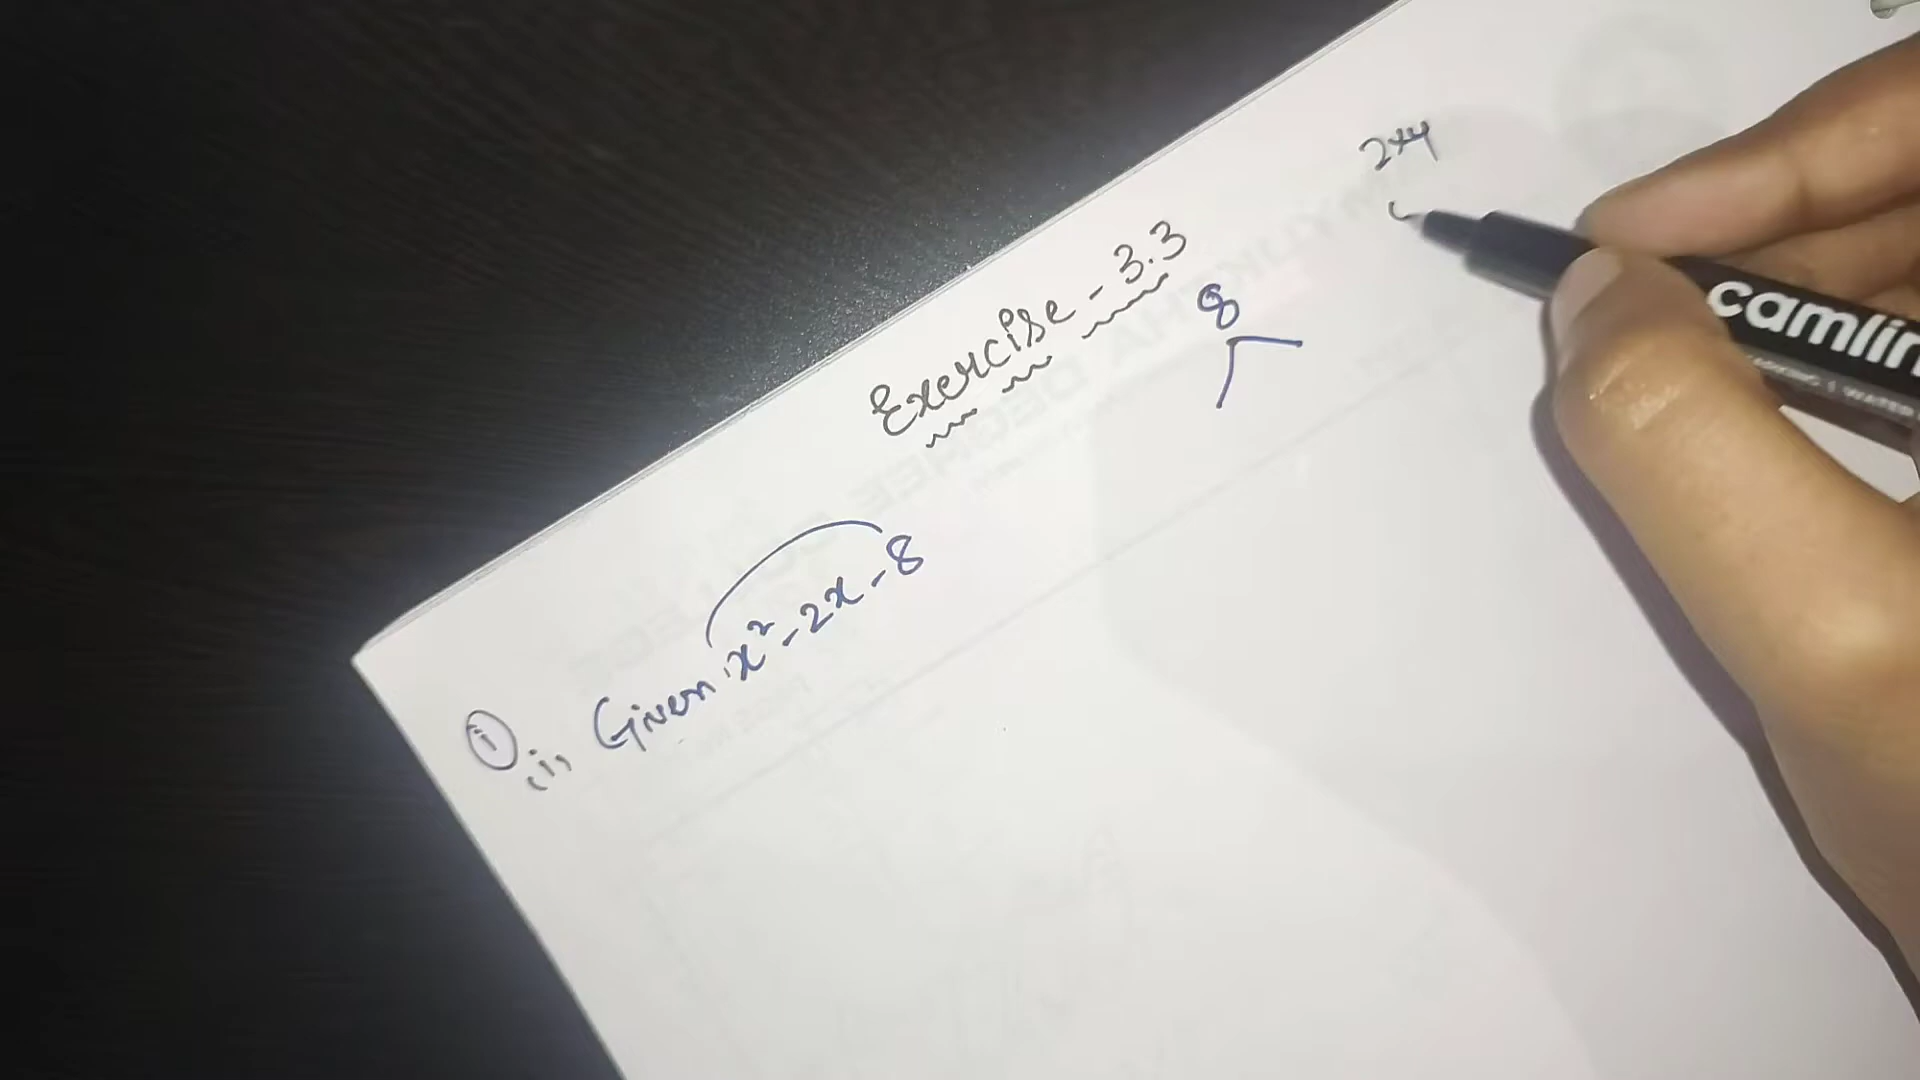 2×4
Exercise - 3.3
8
① (i) Given x² - 2x - 8
camlin